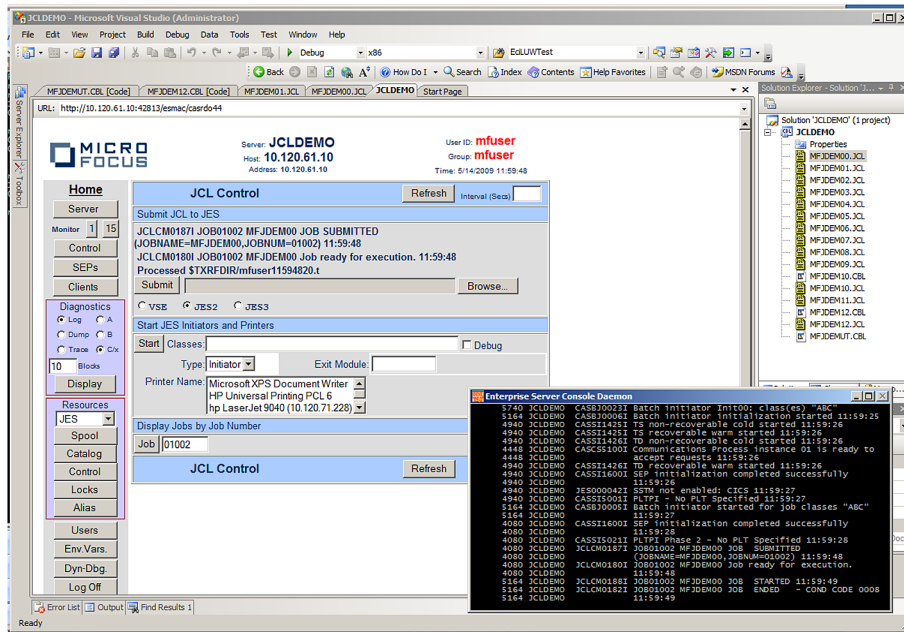 JCLDEMO - Microsoft Visual Studio (Administrator)
File Edit View Project Build Debug Data Tools Test Window Help
Debug x86 EdLUWTest
Back How Do I Search Index Contents Help Favorites MSDN Forums
MFJDEMUT.CBL [Code] MFJDEM12.CBL [Code] MFJDEM01.JCL MFJDEM00.JCL JCLDEMO Start Page
URL: http://10.120.61.10:42813/esmac/casrdo44
Server Explorer
Toolbox
MICRO
FOCUS
Server: JCLDEMO
Host: 10.120.61.10
Address: 10.120.61.10
User ID: mfuser
Group: mfuser
Time: 5/14/2009 11:59:48
Home
Server
Monitor 1 15
Control
SEPs
Clients
Diagnostics
Log A
Dump B
Trace C/x
10 Blocks
Display
Resources
JES
Spool
Catalog
Control
Locks
Alias
Users
Env.Vars.
Dyn-Dbg.
Log Off
JCL Control Refresh Interval (Secs)
Submit JCL to JES
JCLCM0187I JOB01002 MFJDEM00 JOB SUBMITTED
(JOBNAME=MFJDEM00,JOBNUM=01002) 11:59:48
JCLCM0180I JOB01002 MFJDEM00 Job ready for execution. 11:59:48
Processed $TXRFDIR/mfuser11594820.t
Submit Browse...
VSE JES2 JES3
Start JES Initiators and Printers
Start Classes: Debug
Type: Initiator Exit Module:
Printer Name: Microsoft XPS Document Writer
HP Universal Printing PCL 6
hp LaserJet 9040 (10.120.71.228)
Display Jobs by Job Number
Job 01002
JCL Control Refresh
Solution Explorer - Solution 'J...
Solution 'JCLDEMO' (1 project)
JCLDEMO
Properties
MFJDEM00.JCL
MFJDEM01.JCL
MFJDEM02.JCL
MFJDEM03.JCL
MFJDEM04.JCL
MFJDEM05.JCL
MFJDEM06.JCL
MFJDEM07.JCL
MFJDEM08.JCL
MFJDEM09.JCL
MFJDEM10.CBL
MFJDEM10.JCL
MFJDEM11.JCL
MFJDEM12.CBL
MFJDEM12.JCL
MFJDEMUT.CBL
Enterprise Server Console Daemon
5740 JCLDEMO CASBJ0023I Batch initiator Init00: class(es) "ABC"
5164 JCLDEMO CASBJ0006I Batch initiator started initialization 11:59:25
4940 JCLDEMO CASSI1425I TS non-recoverable cold started 11:59:26
4940 JCLDEMO CASSI1425I TS recoverable warm started 11:59:26
4940 JCLDEMO CASSI1426I TD non-recoverable cold started 11:59:26
4448 JCLDEMO CASCS5100I Communications Process instance 01 is ready to
4448 JCLDEMO accept requests 11:59:26
4940 JCLDEMO CASSI1426I TD recoverable warm started 11:59:26
4940 JCLDEMO CASSI1600I SEP initialization completed successfully
4940 JCLDEMO 11:59:26
4940 JCLDEMO JES000042I SSTM not enabled: CICS 11:59:27
4940 JCLDEMO CASSI5001I PLTPI - No PLT Specified 11:59:27
5164 JCLDEMO CASBJ0005I Batch initiator started for job classes "ABC"
5164 JCLDEMO 11:59:27
4080 JCLDEMO CASSI1600I SEP initialization completed successfully
4080 JCLDEMO 11:59:28
4080 JCLDEMO CASSI5021I PLTPI Phase 2 - No PLT Specified 11:59:28
4080 JCLDEMO JCLCM0187I JOB01002 MFJDEM00 JOB SUBMITTED
4080 JCLDEMO (JOBNAME=MFJDEM00,JOBNUM=01002) 11:59:48
4080 JCLDEMO JCLCM0180I JOB01002 MFJDEM00 Job ready for execution.
4080 JCLDEMO 11:59:48
5164 JCLDEMO JCLCM0188I JOB01002 MFJDEM00 JOB STARTED 11:59:49
5164 JCLDEMO JCLCM0182I JOB01002 MFJDEM00 JOB ENDED - COND CODE 0008
5164 JCLDEMO 11:59:49
Error List Output Find Results 1
Ready